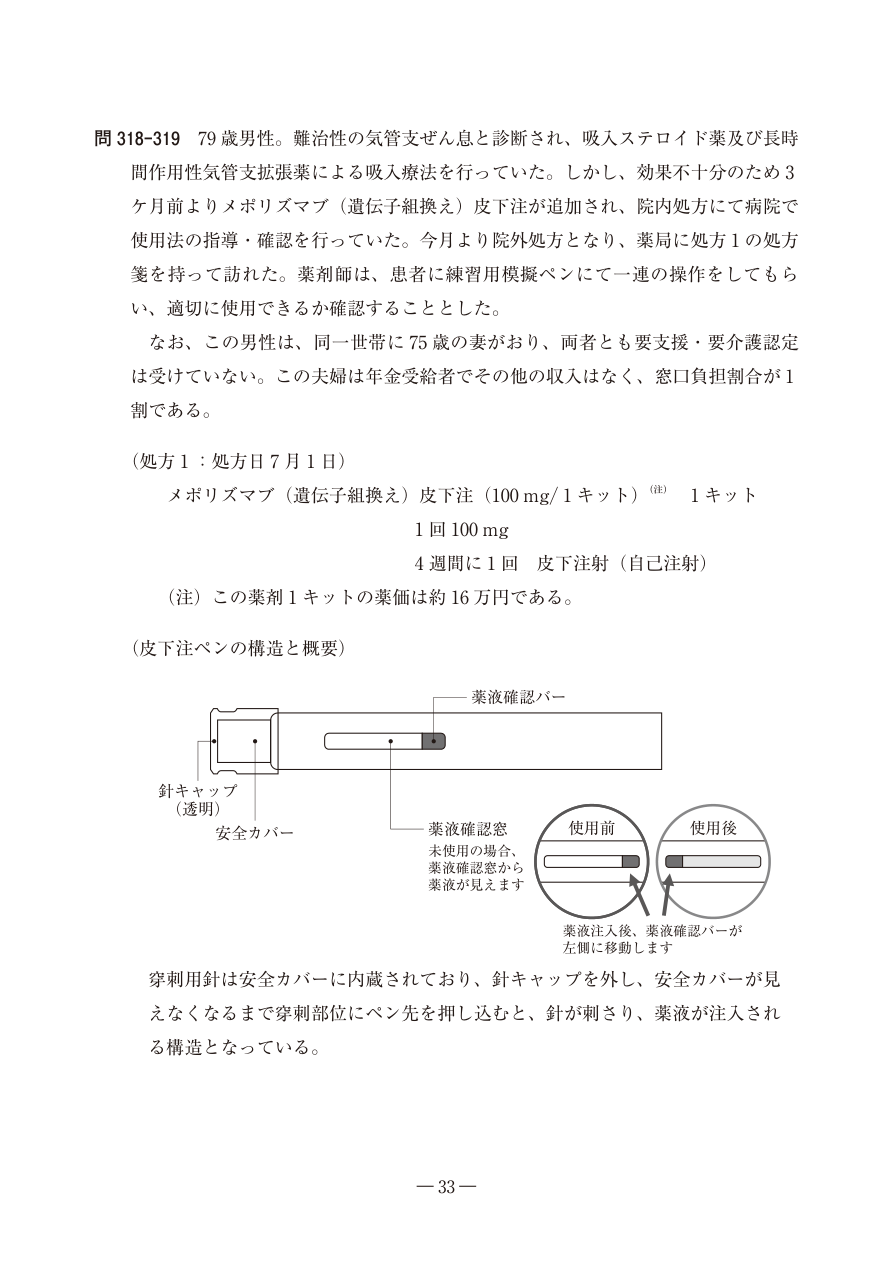 問 318-319　79 歳男性。難治性の気管支ぜん息と診断され、吸入ステロイド薬及び長時
間作用性気管支拡張薬による吸入療法を行っていた。しかし、効果不十分のため 3
ケ月前よりメポリズマブ（遺伝子組換え）皮下注が追加され、院内処方にて病院で
使用法の指導・確認を行っていた。今月より院外処方となり、薬局に処方 1 の処方
箋を持って訪れた。薬剤師は、患者に練習用模擬ペンにて一連の操作をしてもら
い、適切に使用できるか確認することとした。
なお、この男性は、同一世帯に 75 歳の妻がおり、両者とも要支援・要介護認定
は受けていない。この夫婦は年金受給者でその他の収入はなく、窓口負担割合が 1
割である。
（処方 1 ：処方日 7 月 1 日）
メポリズマブ（遺伝子組換え）皮下注（100 mg/ 1 キット）（注）　1 キット
1 回 100 mg
4 週間に 1 回　皮下注射（自己注射）
（注）この薬剤 1 キットの薬価は約 16 万円である。
（皮下注ペンの構造と概要）
薬液確認バー
針キャップ
（透明）
安全カバー
薬液確認窓
未使用の場合、
薬液確認窓から
薬液が見えます
使用前
使用後
薬液注入後、薬液確認バーが
左側に移動します
穿刺用針は安全カバーに内蔵されており、針キャップを外し、安全カバーが見
えなくなるまで穿刺部位にペン先を押し込むと、針が刺さり、薬液が注入され
る構造となっている。
― 33 ―